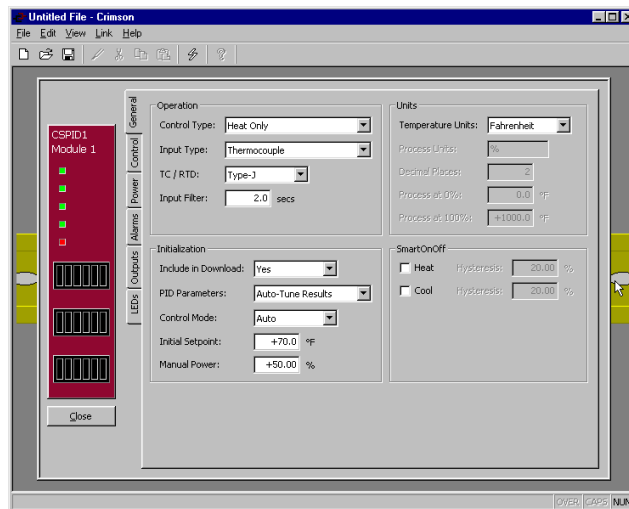 Untitled File - Crimson
File Edit View Link Help
CSPID1
Module 1
Close
General
Control
Power
Alarms
Outputs
LEDs
Operation
Control Type: Heat Only
Input Type: Thermocouple
TC / RTD: Type-J
Input Filter: 2.0 secs
Units
Temperature Units: Fahrenheit
Process Units: %
Decimal Places: 2
Process at 0%: 0.0 °F
Process at 100%: +1000.0 °F
Initialization
Include in Download: Yes
PID Parameters: Auto-Tune Results
Control Mode: Auto
Initial Setpoint: +70.0 °F
Manual Power: +50.00 %
SmartOnOff
Heat Hysteresis: 20.00 %
Cool Hysteresis: 20.00 %
OVER CAPS NUM